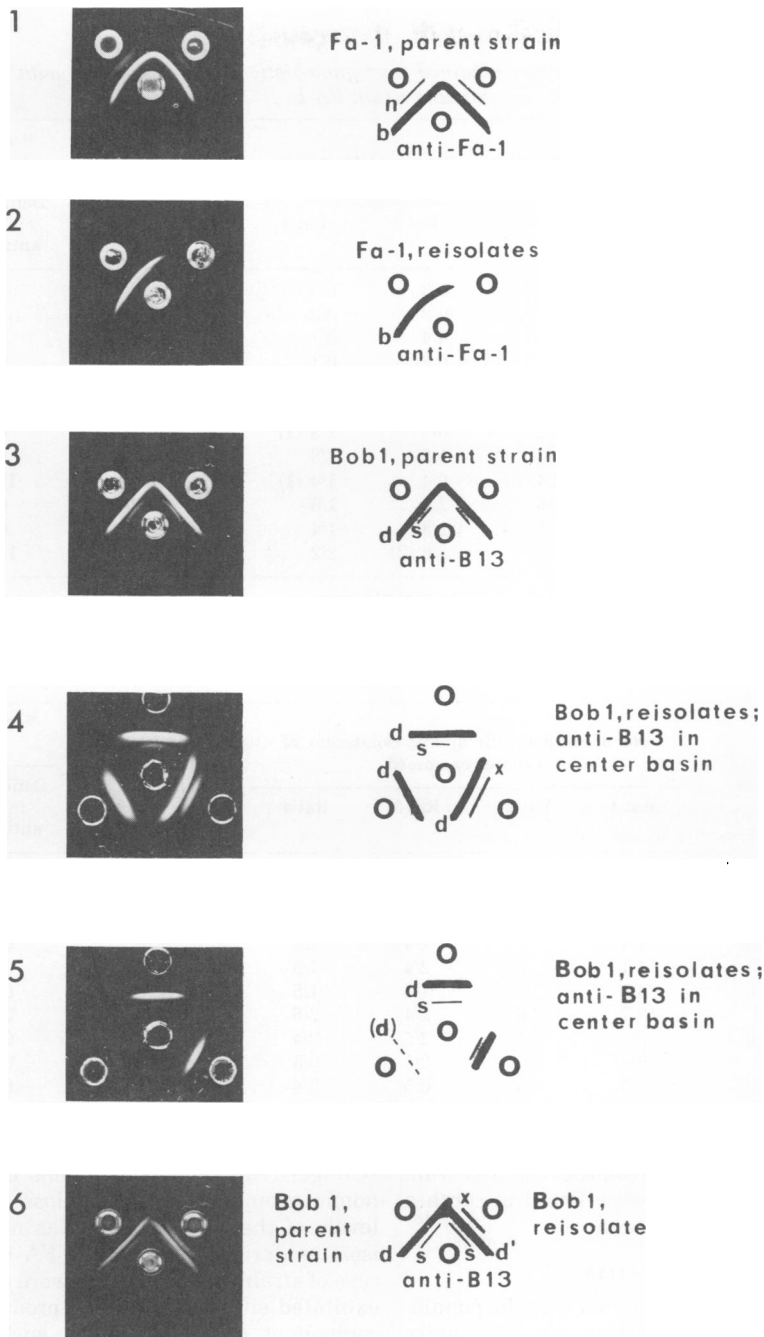 1
Fa-1, parent strain
n
b
anti-Fa-1
2
Fa-1, reisolates
b
anti-Fa-1
3
Bob1, parent strain
d
s
anti-B13
4
Bob1, reisolates;
anti-B13 in
center basin
d
s
d
x
d
5
Bob1, reisolates;
anti-B13 in
center basin
d
s
(d)
6
Bob1,
parent
strain
x
d
s
s
d'
anti-B13
Bob1,
reisolate